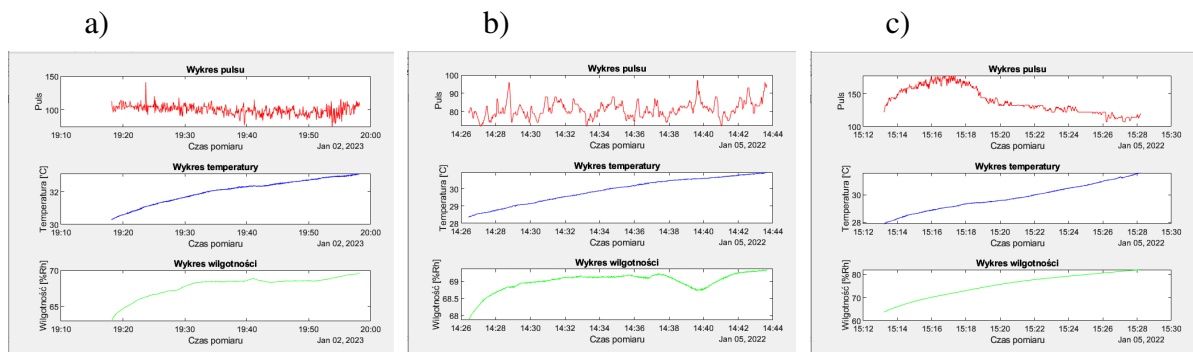 a)
b)
c)
Wykres pulsu
Puls
150
100
19:10 19:20 19:30 19:40 19:50 20:00
Czas pomiaru
Jan 02, 2023
Wykres temperatury
Temperatura [°C]
32
30
19:10 19:20 19:30 19:40 19:50 20:00
Czas pomiaru
Jan 02, 2023
Wykres wilgotności
Wilgotność [%Rh]
70
65
19:10 19:20 19:30 19:40 19:50 20:00
Czas pomiaru
Jan 02, 2023
Wykres pulsu
Puls
100
90
80
14:26 14:28 14:30 14:32 14:34 14:36 14:38 14:40 14:42 14:44
Czas pomiaru
Jan 05, 2022
Wykres temperatury
Temperatura [°C]
30
29
28
14:26 14:28 14:30 14:32 14:34 14:36 14:38 14:40 14:42 14:44
Czas pomiaru
Jan 05, 2022
Wykres wilgotności
Wilgotność [%Rh]
69
68.5
68
14:26 14:28 14:30 14:32 14:34 14:36 14:38 14:40 14:42 14:44
Czas pomiaru
Jan 05, 2022
Wykres pulsu
Puls
150
100
15:12 15:14 15:16 15:18 15:20 15:22 15:24 15:26 15:28 15:30
Czas pomiaru
Jan 05, 2022
Wykres temperatury
Temperatura [°C]
30
28
15:12 15:14 15:16 15:18 15:20 15:22 15:24 15:26 15:28 15:30
Czas pomiaru
Jan 05, 2022
Wykres wilgotności
Wilgotność [%Rh]
80
70
60
15:12 15:14 15:16 15:18 15:20 15:22 15:24 15:26 15:28 15:30
Czas pomiaru
Jan 05, 2022